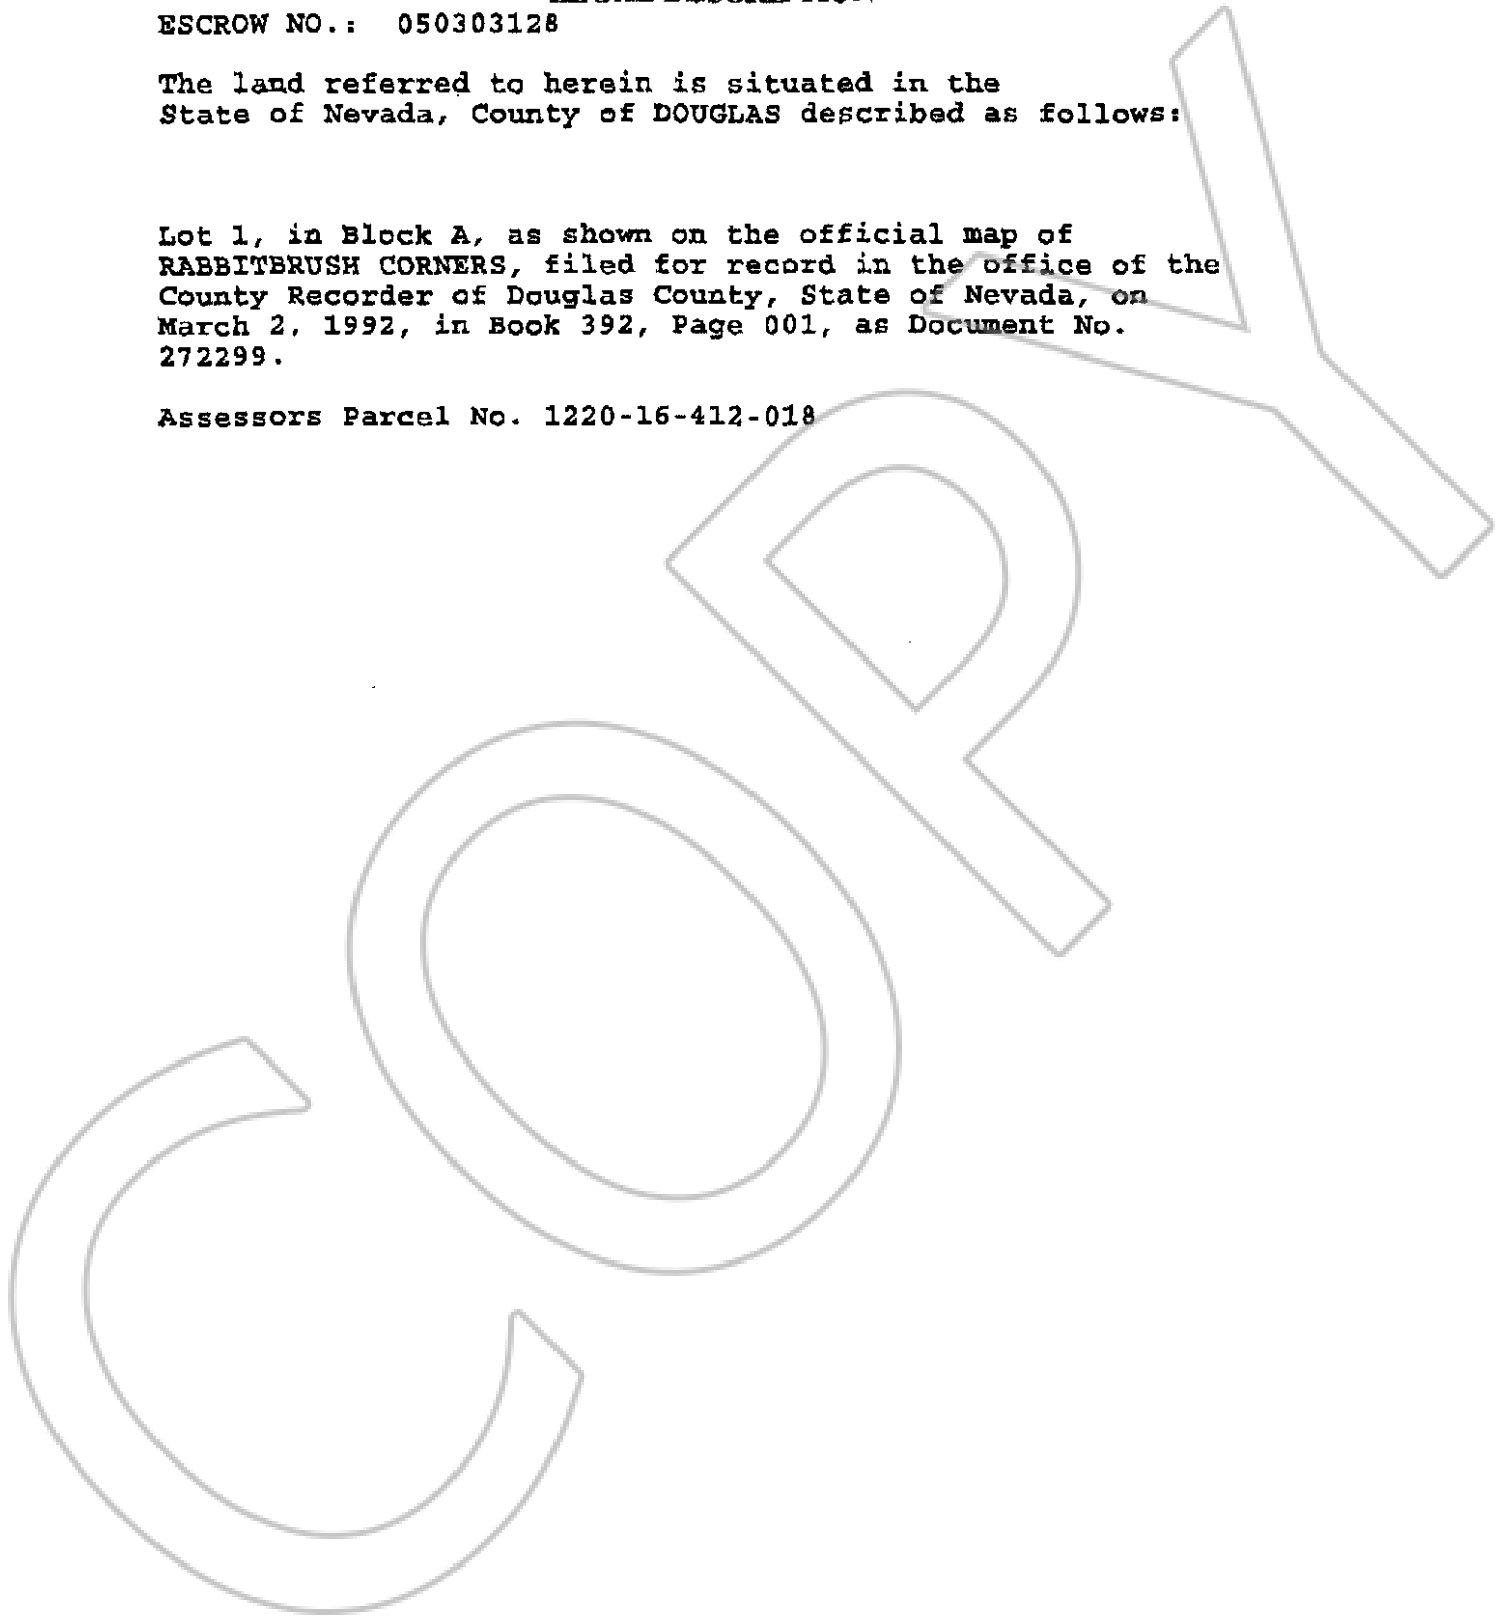 ESCROW NO.: 050303128
The land referred to herein is situated in the
State of Nevada, County of DOUGLAS described as follows:
Lot 1, in Block A, as shown on the official map of
RABBITBRUSH CORNERS, filed for record in the office of the
County Recorder of Douglas County, State of Nevada, on
March 2, 1992, in Book 392, Page 001, as Document No.
272299.
Assessors Parcel No. 1220-16-412-018
COPY